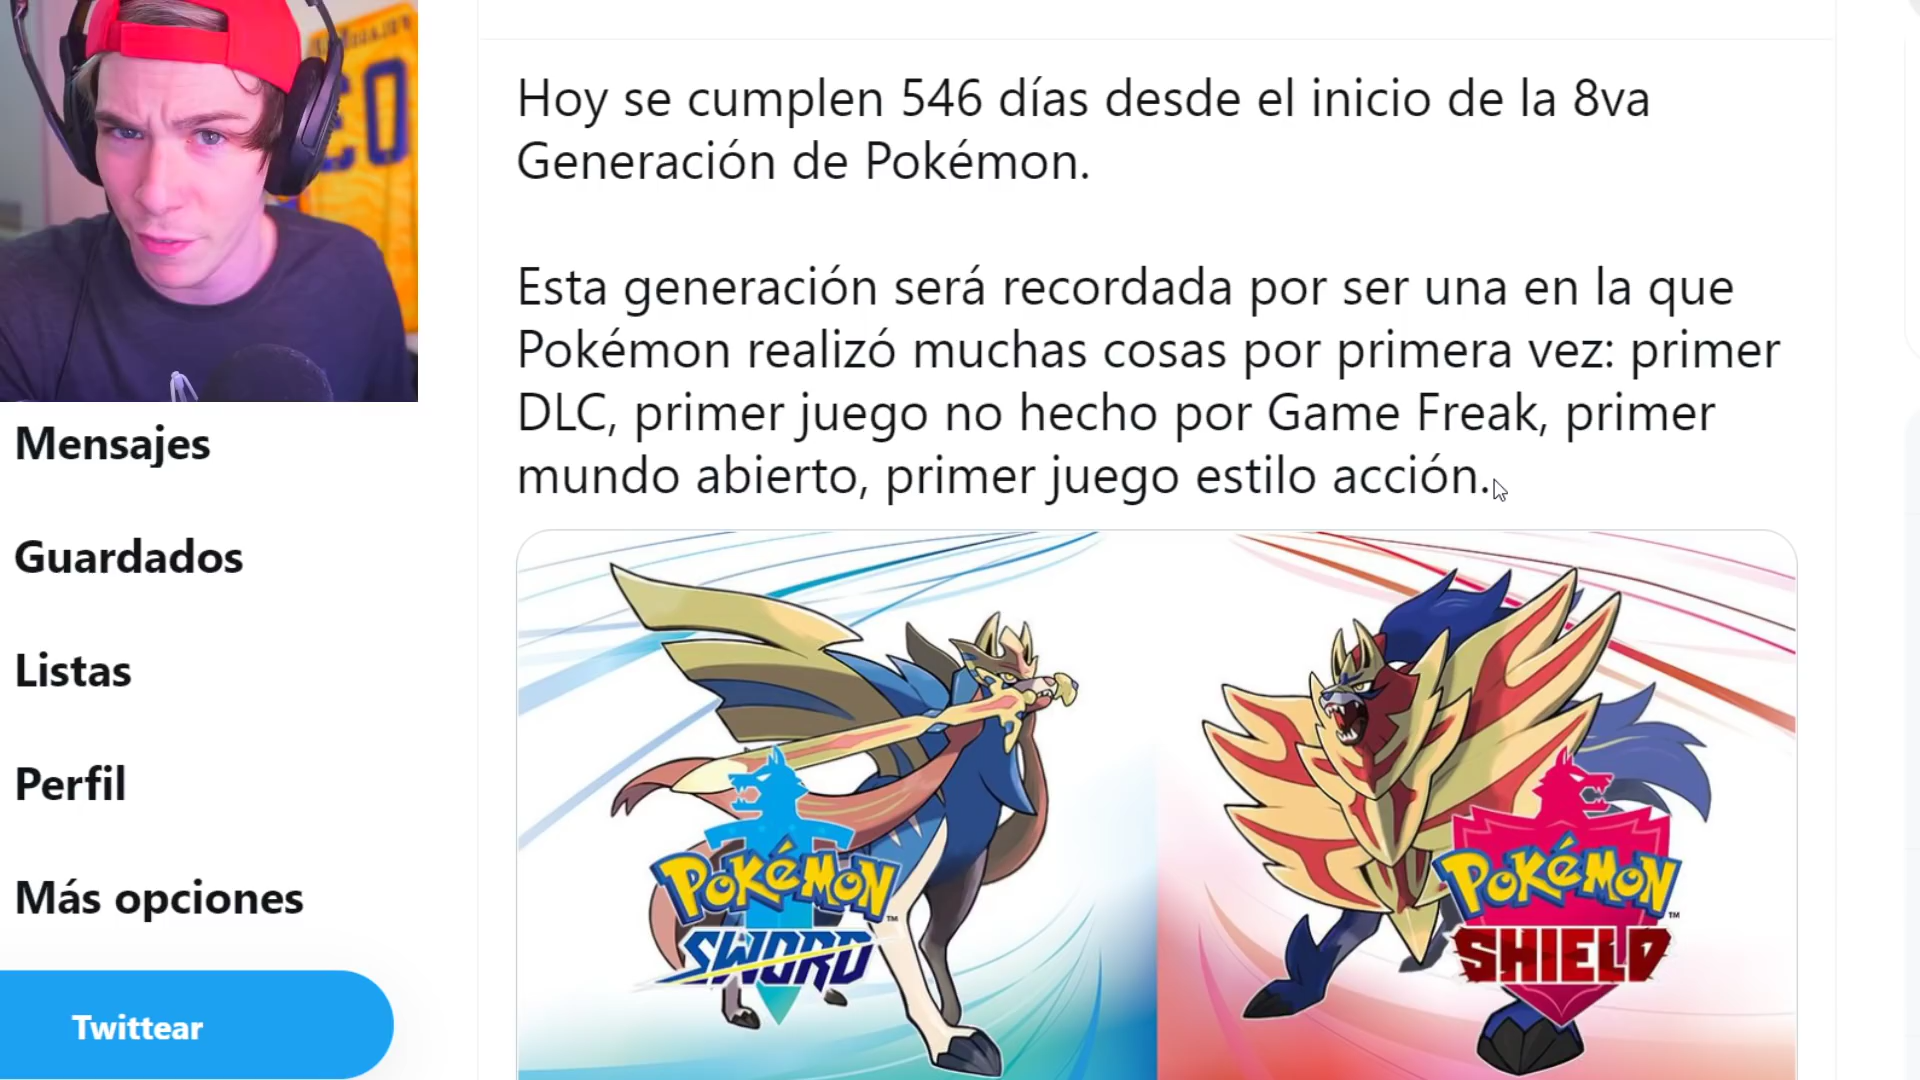 Hoy se cumplen 546 días desde el inicio de la 8va
Generación de Pokémon.
Esta generación será recordada por ser una en la que
Pokémon realizó muchas cosas por primera vez: primer
DLC, primer juego no hecho por Game Freak, primer
mundo abierto, primer juego estilo acción.
Mensajes
Guardados
Listas
Perfil
Más opciones
Twittear
POKéMON
SWORD
POKéMON
SHIELD